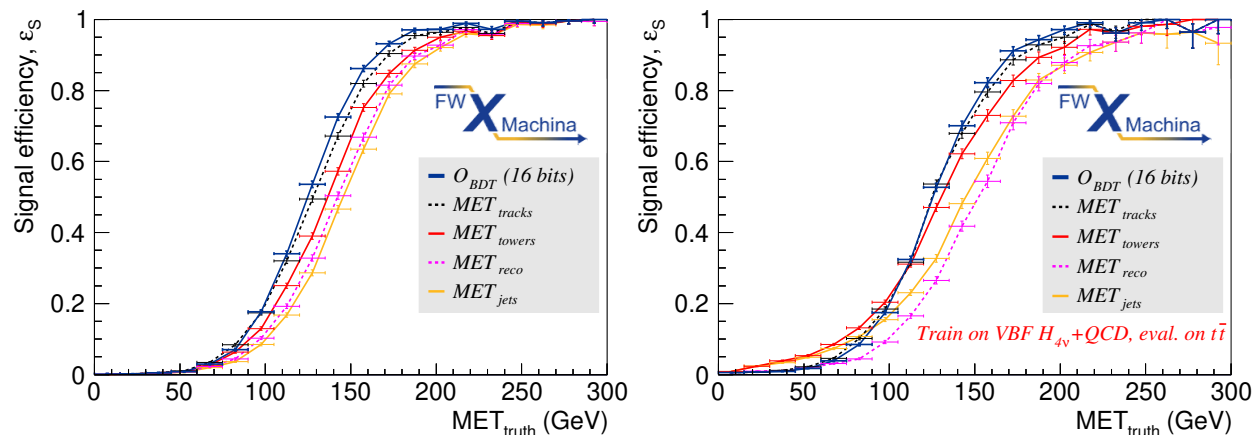 Signal efficiency, ε_S
1
0.8
0.6
0.4
0.2
0
0 50 100 150 200 250 300
MET_truth (GeV)
FW X Machina
O_BDT (16 bits)
MET_tracks
MET_towers
MET_reco
MET_jets
Signal efficiency, ε_S
1
0.8
0.6
0.4
0.2
0
0 50 100 150 200 250 300
MET_truth (GeV)
FW X Machina
O_BDT (16 bits)
MET_tracks
MET_towers
MET_reco
MET_jets
Train on VBF H_4ν+QCD, eval. on tt̄